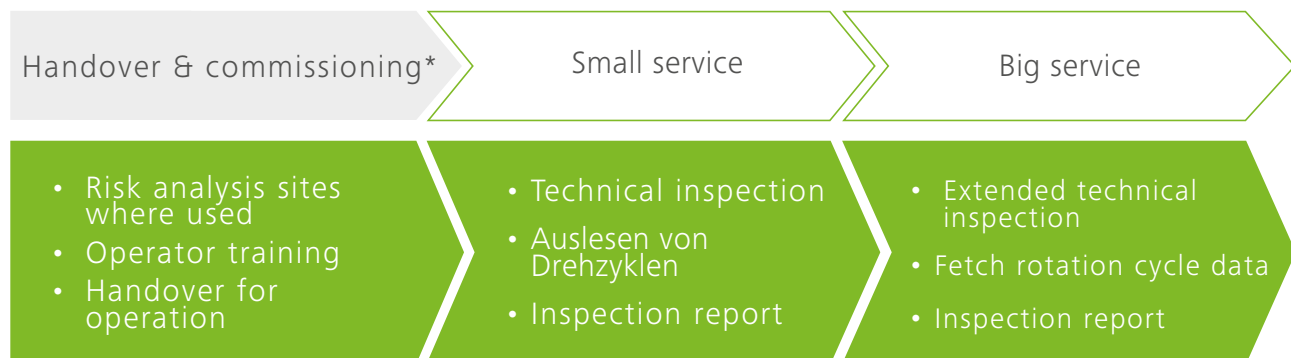 Handover & commissioning*
Small service
Big service
• Risk analysis sites
where used
• Operator training
• Handover for
operation
• Technical inspection
• Auslesen von
Drehzyklen
• Inspection report
• Extended technical
inspection
• Fetch rotation cycle data
• Inspection report